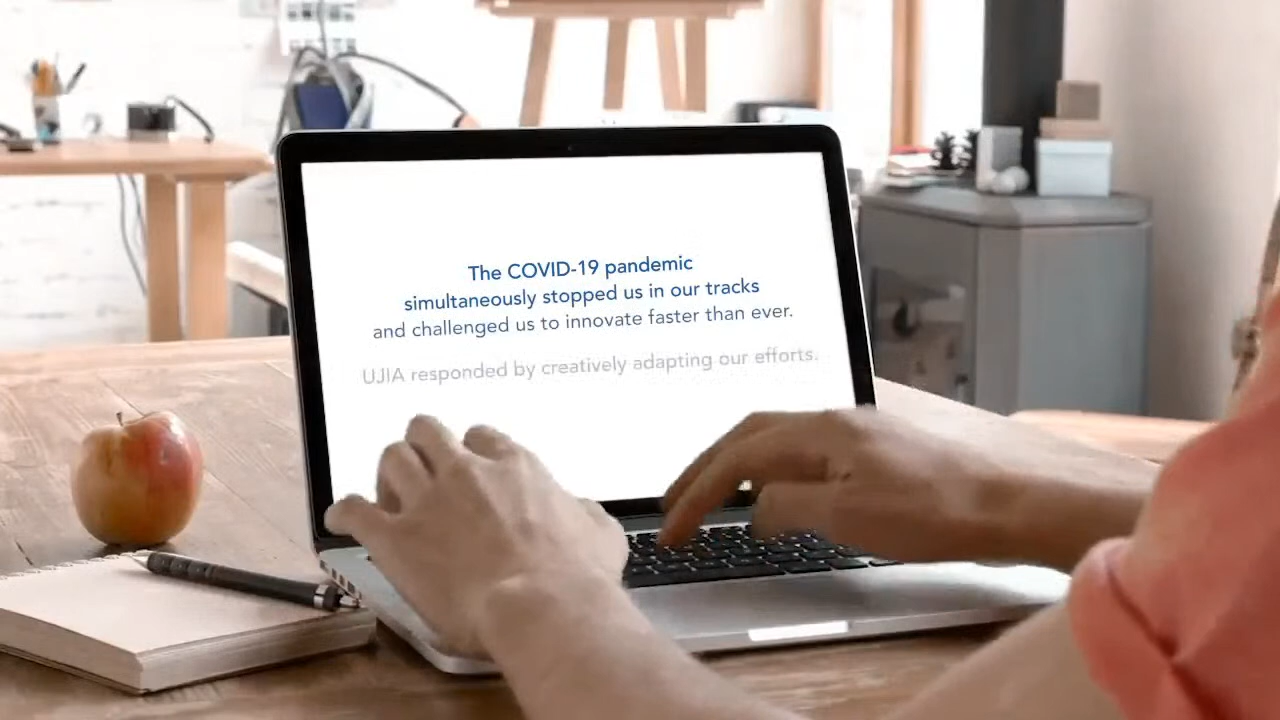 The COVID-19 pandemic
simultaneously stopped us in our tracks
and challenged us to innovate faster than ever.
UJIA responded by creatively adapting our efforts.